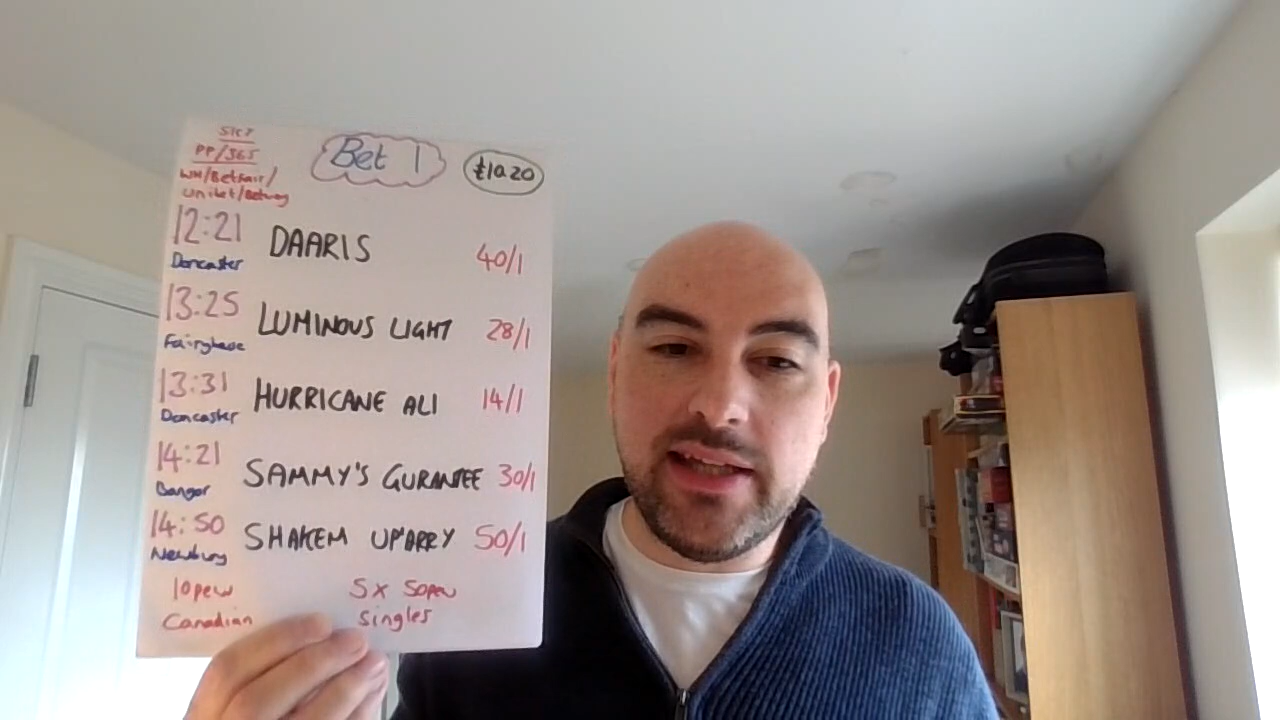 PP/365
WH/Betfair/
Unibet/Betway
Bet 1
£10.20
12:21 DAARIS 40/1
Doncaster
13:25 LUMINOUS LIGHT 28/1
Fairyhouse
13:31 HURRICANE ALI 14/1
Doncaster
14:21 SAMMY'S GURANTEE 30/1
Bangor
14:50 SHAKEM UP'ARRY 50/1
Newbury
10pew 5x 50pew
Canadian Singles